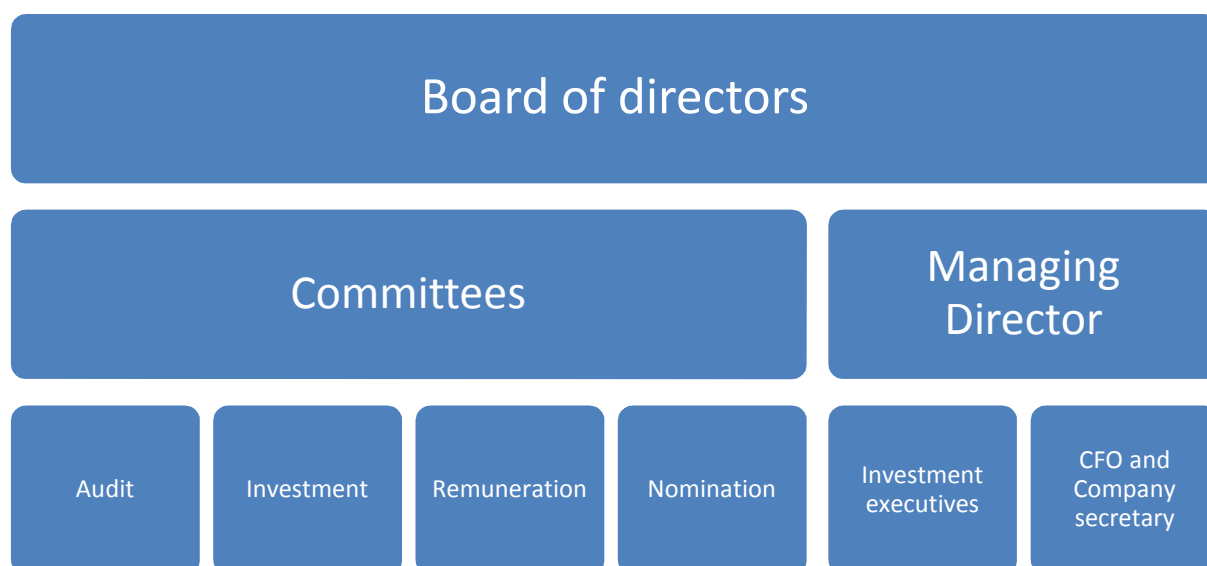 Board of directors
Committees
Managing
Director
Audit
Investment
Remuneration
Nomination
Investment
executives
CFO and
Company
secretary